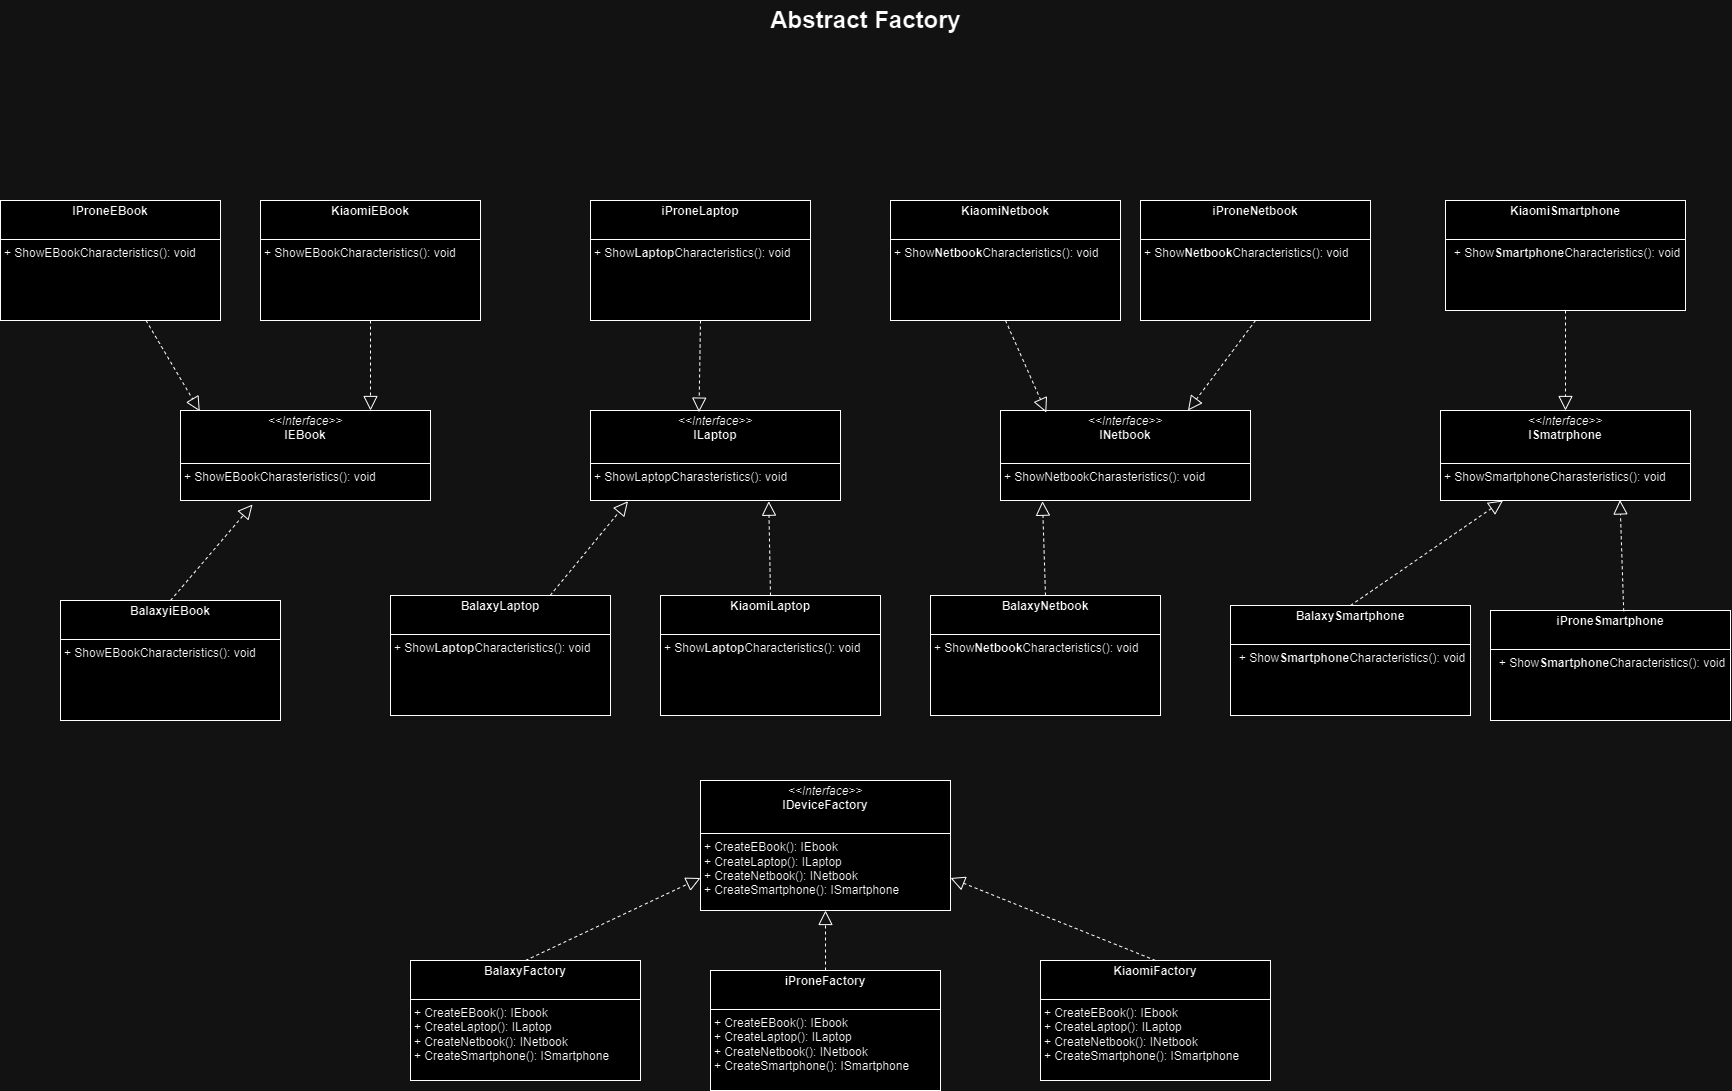 Abstract Factory
IProneEBook
+ ShowEBookCharacteristics(): void
KiaomiEBook
+ ShowEBookCharacteristics(): void
iProneLaptop
+ ShowLaptopCharacteristics(): void
KiaomiNetbook
+ ShowNetbookCharacteristics(): void
iProneNetbook
+ ShowNetbookCharacteristics(): void
KiaomiSmartphone
+ ShowSmartphoneCharacteristics(): void
<<Interface>>
IEBook
+ ShowEBookCharasteristics(): void
<<Interface>>
ILaptop
+ ShowLaptopCharasteristics(): void
<<Interface>>
INetbook
+ ShowNetbookCharasteristics(): void
<<Interface>>
ISmatrphone
+ ShowSmartphoneCharasteristics(): void
BalaxyiEBook
+ ShowEBookCharacteristics(): void
BalaxyLaptop
+ ShowLaptopCharacteristics(): void
KiaomiLaptop
+ ShowLaptopCharacteristics(): void
BalaxyNetbook
+ ShowNetbookCharacteristics(): void
BalaxySmartphone
+ ShowSmartphoneCharacteristics(): void
iProneSmartphone
+ ShowSmartphoneCharacteristics(): void
<<Interface>>
IDeviceFactory
+ CreateEBook(): IEbook
+ CreateLaptop(): ILaptop
+ CreateNetbook(): INetbook
+ CreateSmartphone(): ISmartphone
BalaxyFactory
+ CreateEBook(): IEbook
+ CreateLaptop(): ILaptop
+ CreateNetbook(): INetbook
+ CreateSmartphone(): ISmartphone
iProneFactory
+ CreateEBook(): IEbook
+ CreateLaptop(): ILaptop
+ CreateNetbook(): INetbook
+ CreateSmartphone(): ISmartphone
KiaomiFactory
+ CreateEBook(): IEbook
+ CreateLaptop(): ILaptop
+ CreateNetbook(): INetbook
+ CreateSmartphone(): ISmartphone